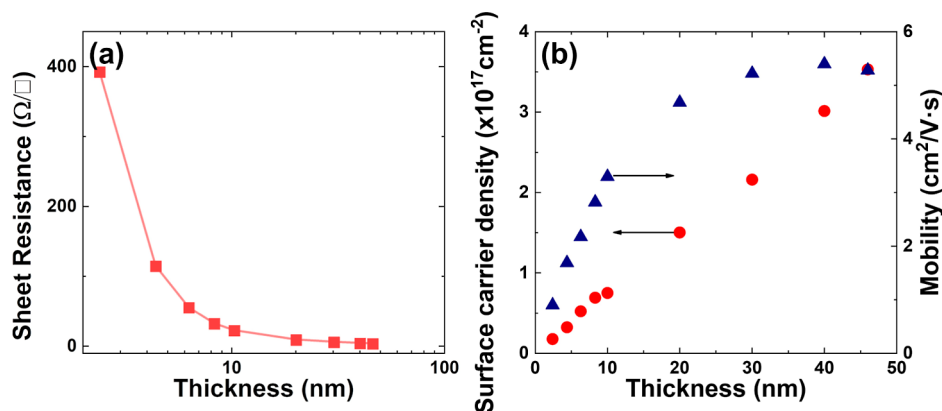 (a)
Sheet Resistance (Ω/□)
400
200
0
10
100
Thickness (nm)
(b)
Surface carrier density (x10¹⁷cm⁻²)
4
3
2
1
0
0 10 20 30 40 50
Thickness (nm)
6
4
2
0
Mobility (cm²/V·s)